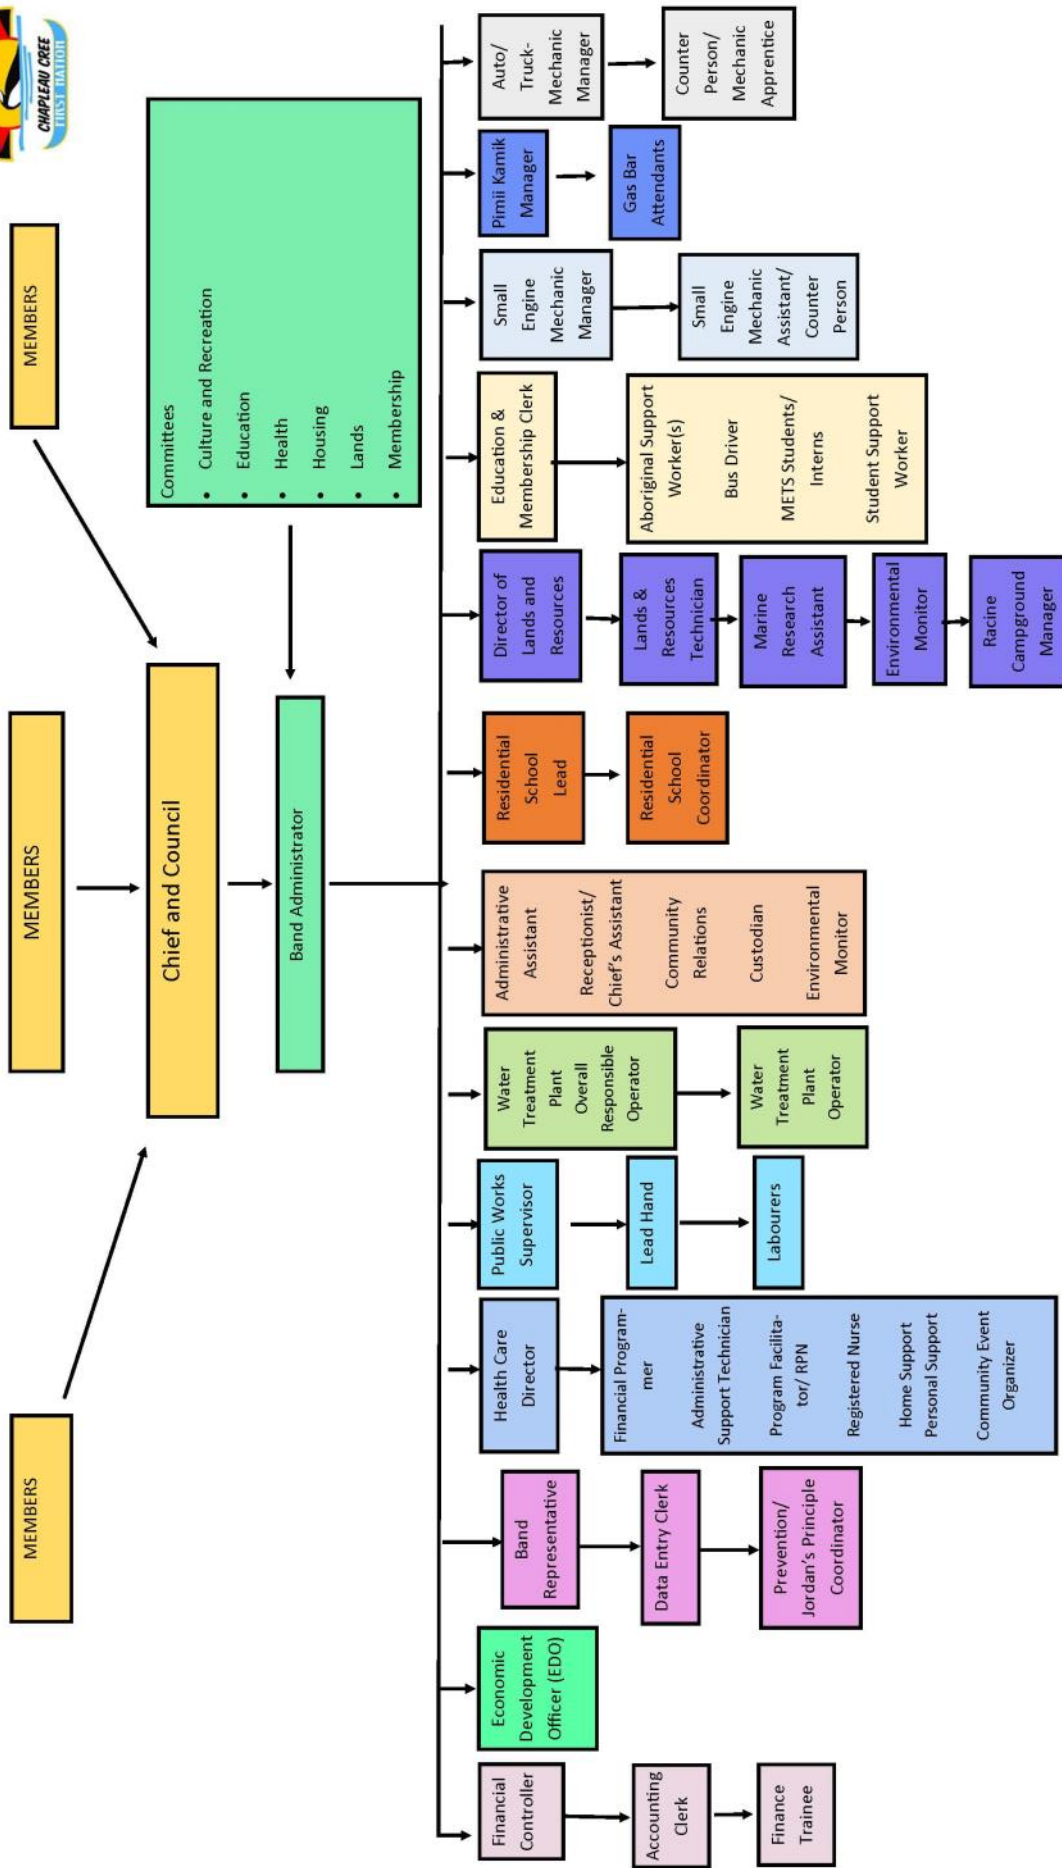 CHAPLEAU CREE
FIRST NATION
MEMBERS
MEMBERS
MEMBERS
Chief and Council
Band Administrator
Committees
• Culture and Recreation
• Education
• Health
• Housing
• Lands
• Membership
Financial
Controller
Accounting
Clerk
Finance
Trainee
Economic
Development
Officer (EDO)
Band
Representative
Data Entry Clerk
Prevention/
Jordan's Principle
Coordinator
Health Care
Director
Financial Program-
mer
Administrative
Support Technician
Program Facilita-
tor/ RPN
Registered Nurse
Home Support
Personal Support
Community Event
Organizer
Public Works
Supervisor
Lead Hand
Labourers
Water
Treatment
Plant
Overall
Responsible
Operator
Water
Treatment
Plant
Operator
Administrative
Assistant
Receptionist/
Chief's Assistant
Community
Relations
Custodian
Environmental
Monitor
Residential
School
Lead
Residential
School
Coordinator
Director of
Lands and
Resources
Lands &
Resources
Technician
Marine
Research
Assistant
Environmental
Monitor
Racine
Campground
Manager
Education &
Membership Clerk
Aboriginal Support
Worker(s)
Bus Driver
METS Students/
Interns
Student Support
Worker
Small
Engine
Mechanic
Manager
Small
Engine
Mechanic
Assistant/
Counter
Person
Pimii Kamik
Manager
Gas Bar
Attendants
Auto/
Truck-
Mechanic
Manager
Counter
Person/
Mechanic
Apprentice